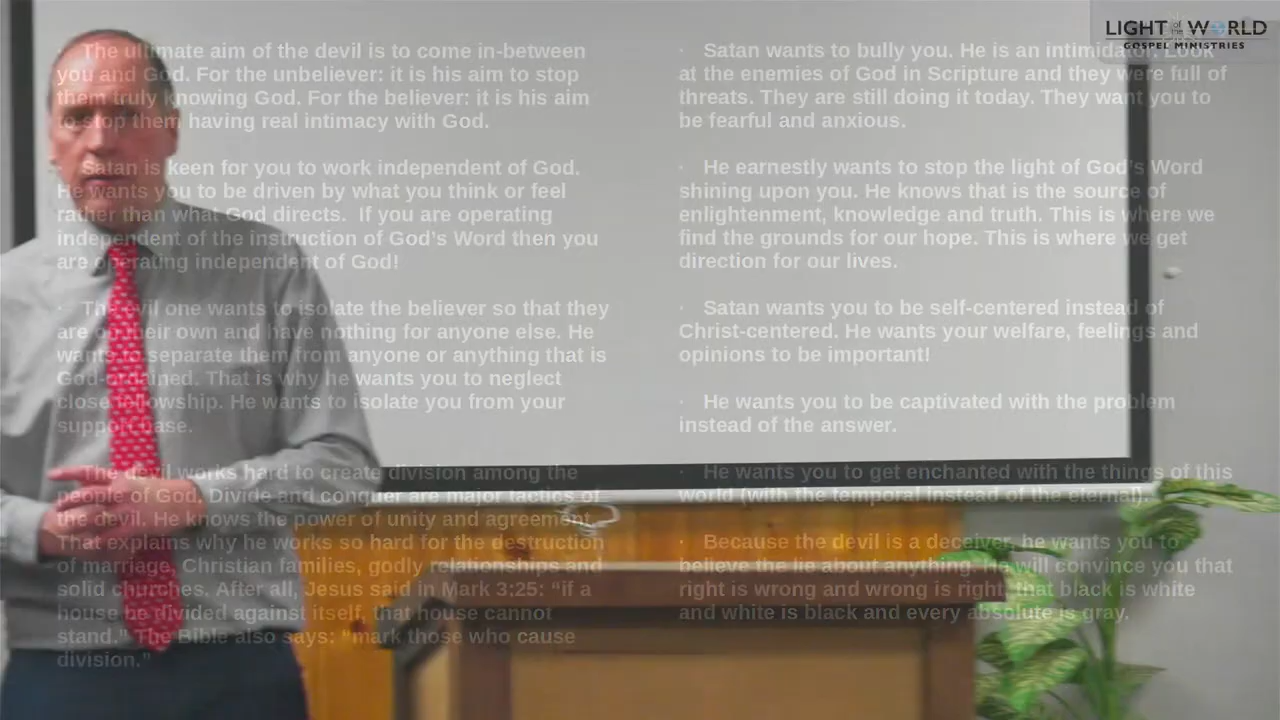 LIGHT of the WORLD
GOSPEL MINISTRIES
· The ultimate aim of the devil is to come in-between
you and God. For the unbeliever: it is his aim to stop
them truly knowing God. For the believer: it is his aim
to stop them having real intimacy with God.
· Satan is keen for you to work independent of God.
He wants you to be driven by what you think or feel
rather than what God directs. If you are operating
independent of the instruction of God's Word then you
are operating independent of God!
· The evil one wants to isolate the believer so that they
are on their own and have nothing for anyone else. He
wants to separate them from anyone or anything that is
God-ordained. That is why he wants you to neglect
close fellowship. He wants to isolate you from your
support base.
· The devil works hard to create division among the
people of God. Divide and conquer are major tactics of
the devil. He knows the power of unity and agreement.
That explains why he works so hard for the destruction
of marriage, Christian families, godly relationships and
solid churches. After all, Jesus said in Mark 3:25: “if a
house be divided against itself, that house cannot
stand.” The Bible also says: “mark those who cause
division.”
· Satan wants to bully you. He is an intimidator. Look
at the enemies of God in Scripture and they were full of
threats. They are still doing it today. They want you to
be fearful and anxious.
· He earnestly wants to stop the light of God's Word
shining upon you. He knows that is the source of
enlightenment, knowledge and truth. This is where we
find the grounds for our hope. This is where we get
direction for our lives.
· Satan wants you to be self-centered instead of
Christ-centered. He wants your welfare, feelings and
opinions to be important!
· He wants you to be captivated with the problem
instead of the answer.
· He wants you to get enchanted with the things of this
world (with the temporal instead of the eternal).
· Because the devil is a deceiver, he wants you to
believe the lie about anything. He will convince you that
right is wrong and wrong is right that black is white
and white is black and every absolute is gray.